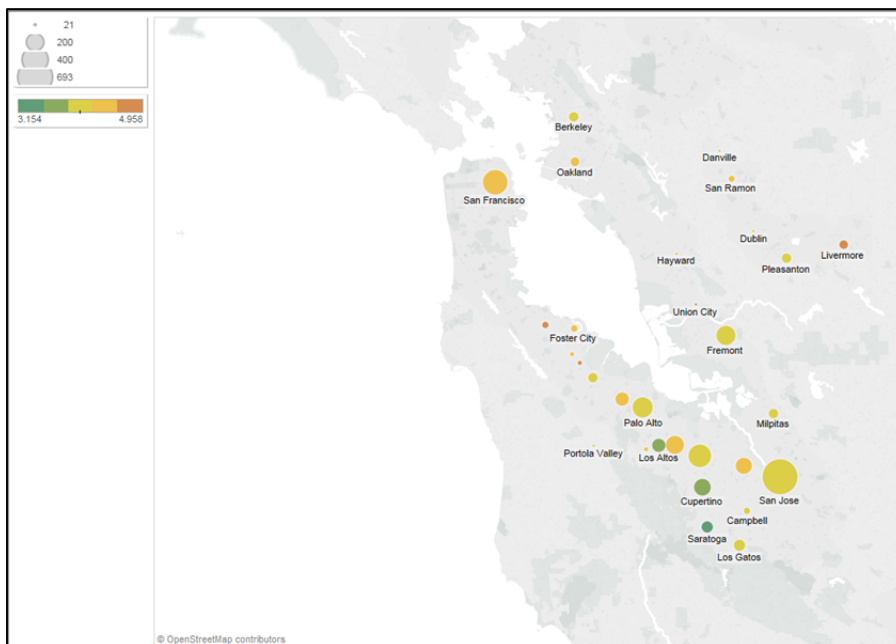 21
200
400
693
3.154 4.958
Berkeley
Danville
Oakland
San Ramon
San Francisco
Dublin
Livermore
Hayward
Pleasanton
Union City
Foster City
Fremont
Palo Alto
Milpitas
Portola Valley
Los Altos
Cupertino
San Jose
Campbell
Saratoga
Los Gatos
© OpenStreetMap contributors